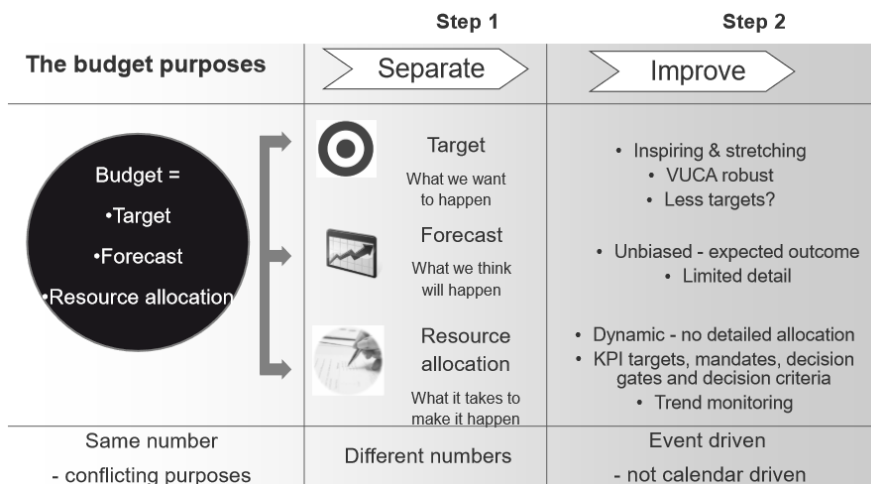 Step 1
Step 2
The budget purposes
Separate
Improve
Budget =
•Target
•Forecast
•Resource allocation
Target
What we want
to happen
Forecast
What we think
will happen
Resource
allocation
What it takes to
make it happen
• Inspiring & stretching
• VUCA robust
• Less targets?
• Unbiased - expected outcome
• Limited detail
• Dynamic - no detailed allocation
• KPI targets, mandates, decision
gates and decision criteria
• Trend monitoring
Same number
- conflicting purposes
Different numbers
Event driven
- not calendar driven